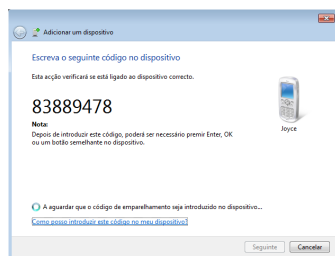 Adicionar um dispositivo
Escreva o seguinte código no dispositivo
Esta acção verificará se está ligado ao dispositivo correcto.
83889478
Nota:
Depois de introduzir este código, poderá ser necessário premir Enter, OK
ou um botão semelhante no dispositivo.
Joyce
A aguardar que o código de emparelhamento seja introduzido no dispositivo...
Como posso introduzir este código no meu dispositivo?
Seguinte
Cancelar